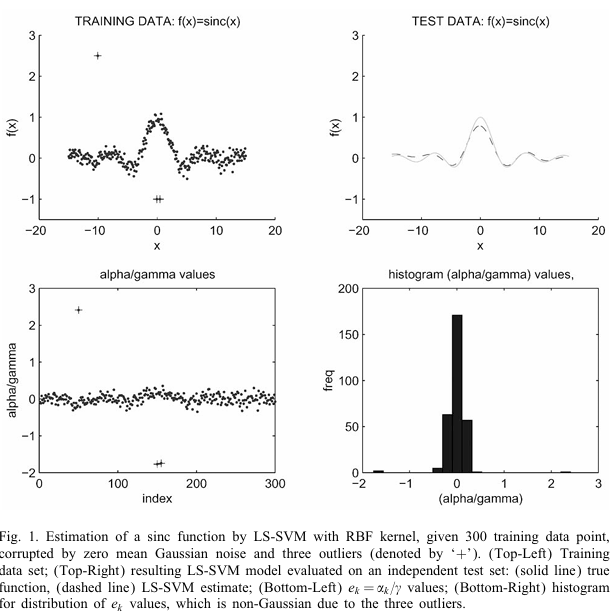 TRAINING DATA: f(x)=sinc(x)
3
2
1
0
−1
f(x)
−20
−10
0
10
20
x
TEST DATA: f(x)=sinc(x)
3
2
1
0
−1
f(x)
−20
−10
0
10
20
x
alpha/gamma values
3
2
1
0
−1
−2
alpha/gamma
0
100
200
300
index
histogram (alpha/gamma) values,
200
150
100
50
0
freq
−2
−1
0
1
2
3
(alpha/gamma)
Fig. 1. Estimation of a sinc function by LS-SVM with RBF kernel, given 300 training data point,
corrupted by zero mean Gaussian noise and three outliers (denoted by ‘+’). (Top-Left) Training
data set; (Top-Right) resulting LS-SVM model evaluated on an independent test set: (solid line) true
function, (dashed line) LS-SVM estimate; (Bottom-Left) eₖ = αₖ/γ values; (Bottom-Right) histogram
for distribution of eₖ values, which is non-Gaussian due to the three outliers.